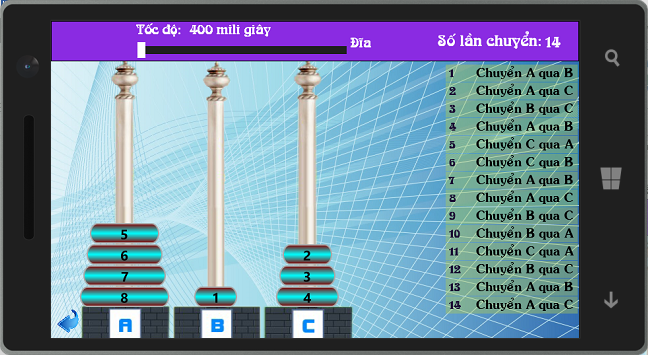 Tốc độ: 400 mili giây
Đĩa
Số lần chuyển: 14
1 Chuyển A qua B
2 Chuyển A qua C
3 Chuyển B qua C
4 Chuyển A qua B
5 Chuyển C qua A
6 Chuyển C qua B
7 Chuyển A qua B
8 Chuyển A qua C
9 Chuyển B qua C
10 Chuyển B qua A
11 Chuyển C qua A
12 Chuyển B qua C
13 Chuyển A qua B
14 Chuyển A qua C
5
6 2
7 3
8 1 4
A B C